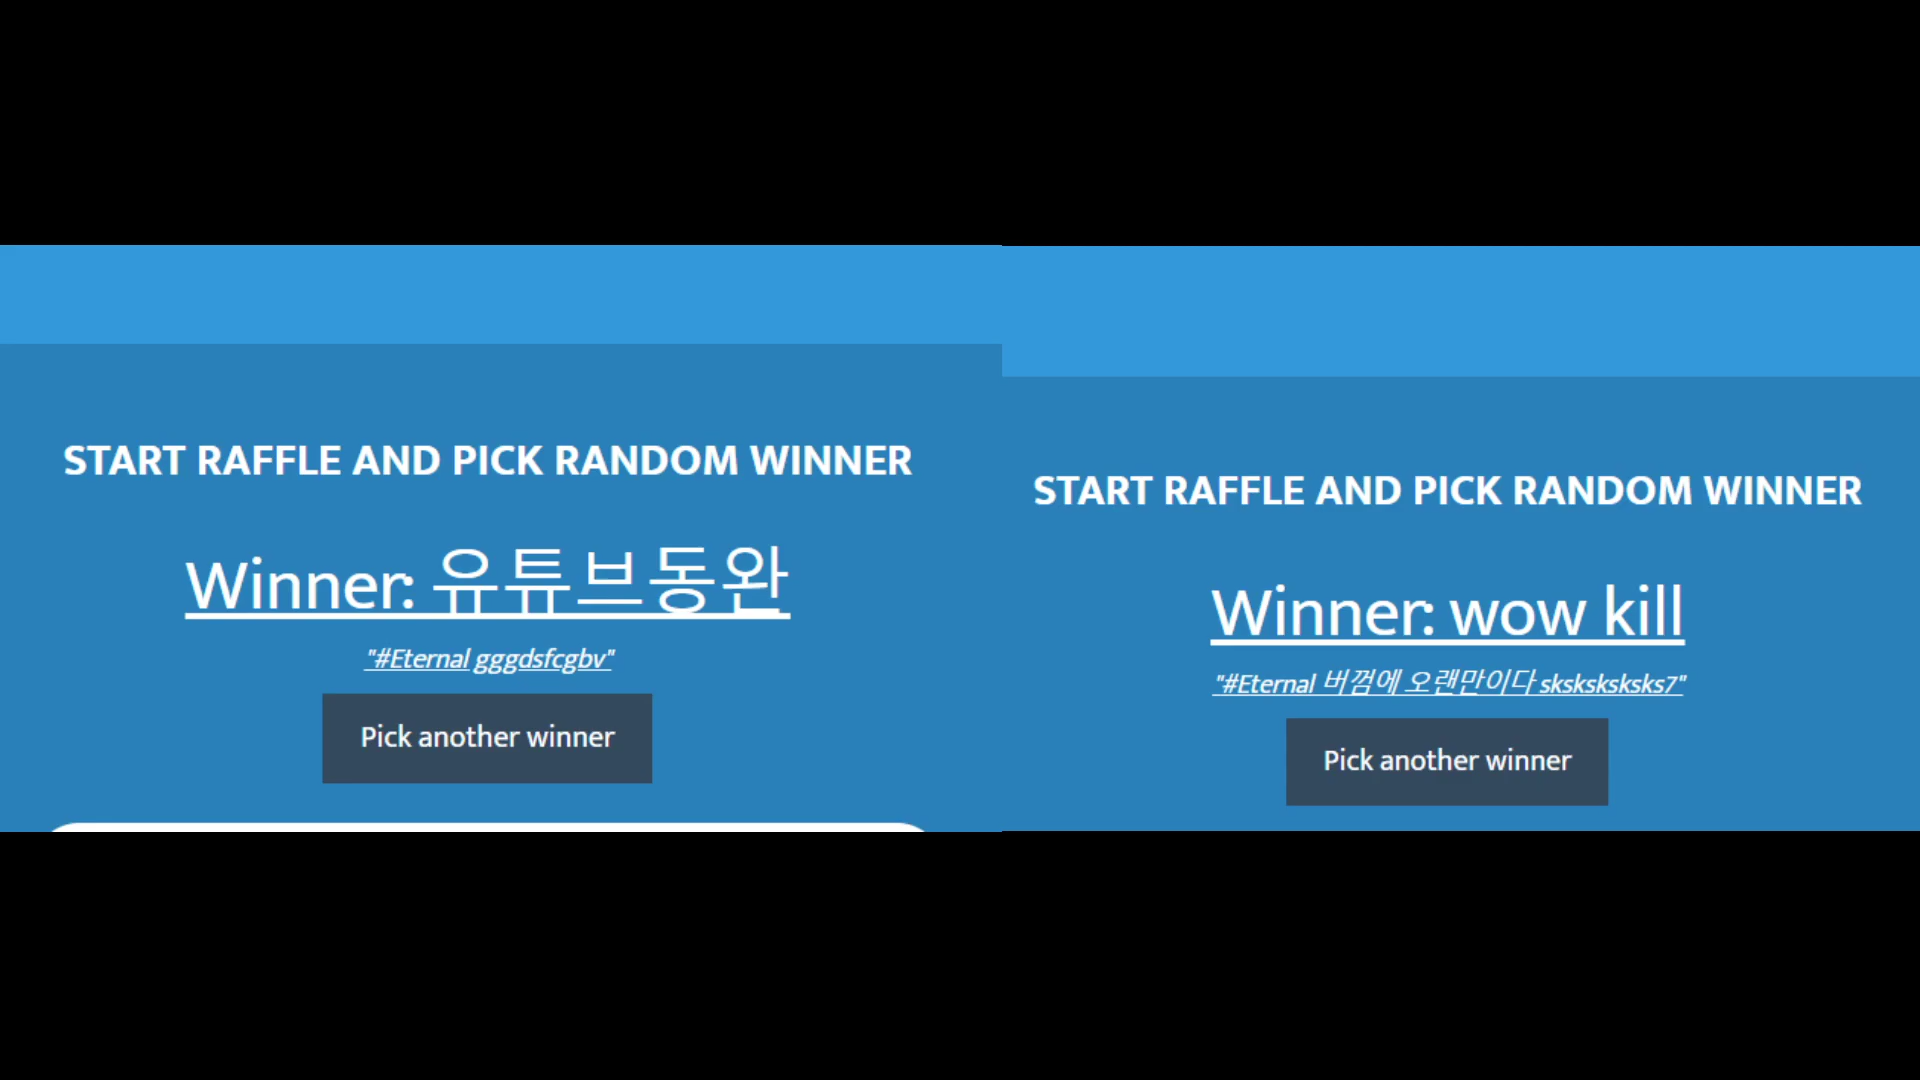 START RAFFLE AND PICK RANDOM WINNER
Winner: 유튜브동완
"#Eternal gggdsfcgbv"
Pick another winner
START RAFFLE AND PICK RANDOM WINNER
Winner: wow kill
"#Eternal 버껌에 오랜만이다 sksksksksks7"
Pick another winner